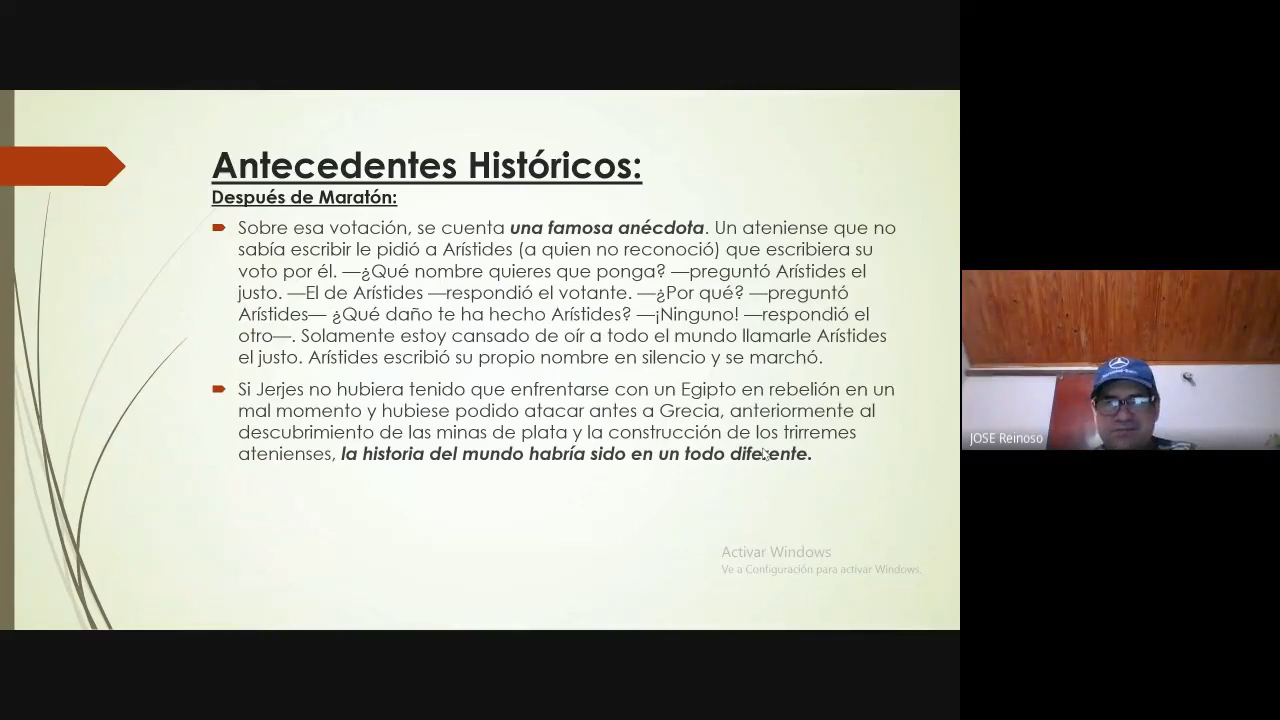 Antecedentes Históricos:
Después de Maratón:
Sobre esa votación, se cuenta una famosa anécdota. Un ateniense que no
sabía escribir le pidió a Arístides (a quien no reconoció) que escribiera su
voto por él. —¿Qué nombre quieres que ponga? —preguntó Arístides el
justo. —El de Arístides —respondió el votante. —¿Por qué? —preguntó
Arístides— ¿Qué daño te ha hecho Arístides? —¡Ninguno! —respondió el
otro—. Solamente estoy cansado de oír a todo el mundo llamarle Arístides
el justo. Arístides escribió su propio nombre en silencio y se marchó.
Si Jerjes no hubiera tenido que enfrentarse con un Egipto en rebelión en un
mal momento y hubiese podido atacar antes a Grecia, anteriormente al
descubrimiento de las minas de plata y la construcción de los trirremes
atenienses, la historia del mundo habría sido en un todo diferente.
Activar Windows
Ve a Configuración para activar Windows.
JOSE Reinoso